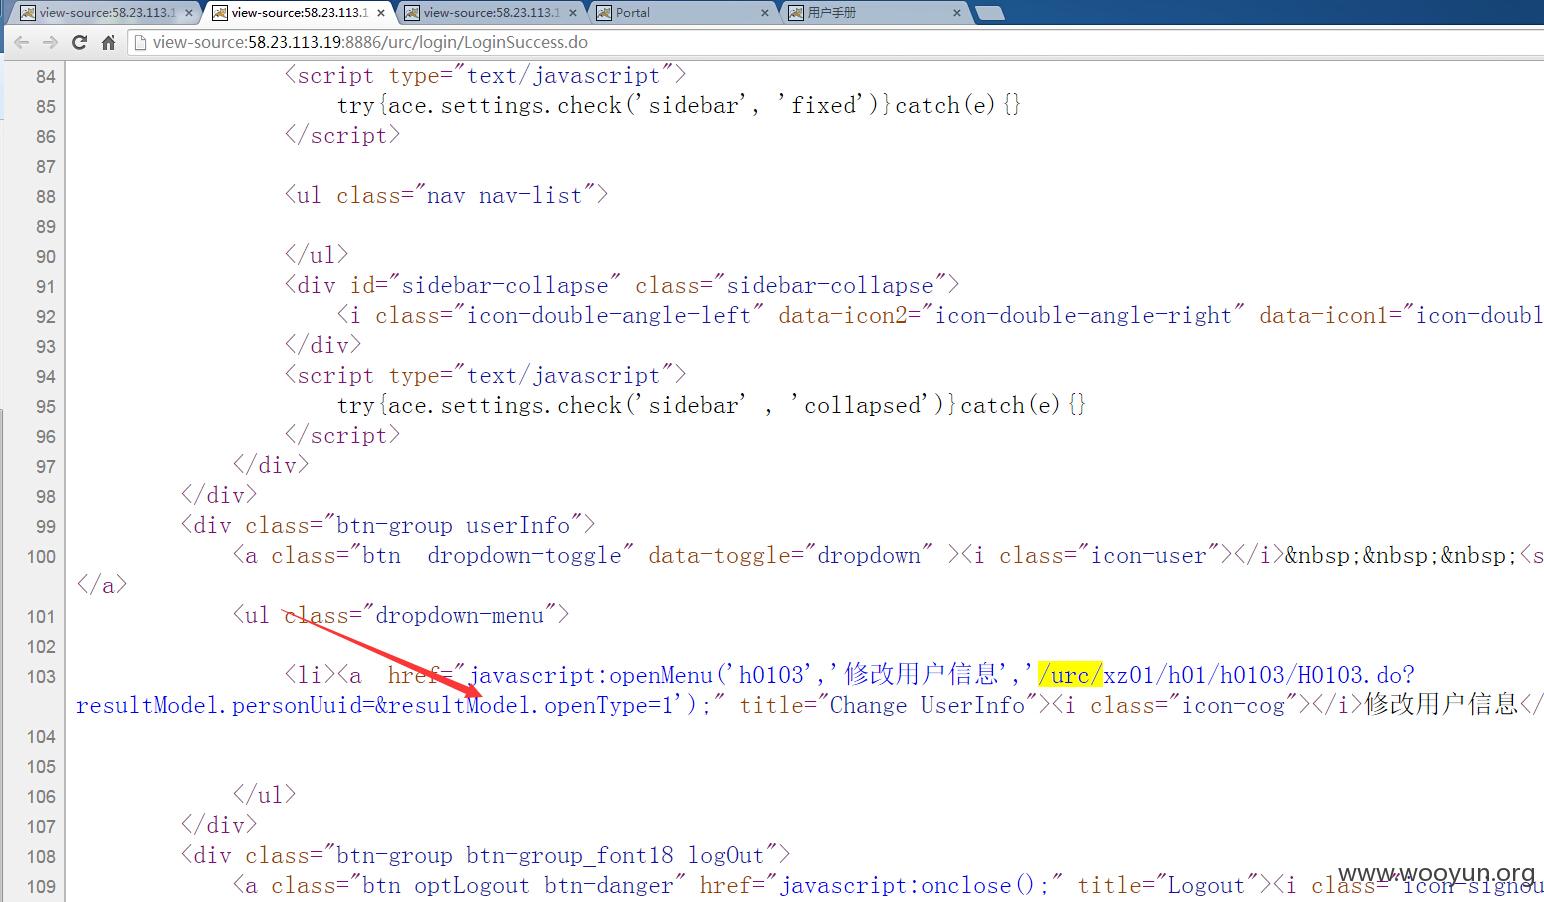 view-source:58.23.113.1
view-source:58.23.113.1
view-source:58.23.113.1
Portal
用户手册
view-source:58.23.113.19:8886/urc/login/LoginSuccess.do
84 <script type="text/javascript">
85 try{ace.settings.check('sidebar', 'fixed')}catch(e){}
86 </script>
87
88 <ul class="nav nav-list">
89
90 </ul>
91 <div id="sidebar-collapse" class="sidebar-collapse">
92 <i class="icon-double-angle-left" data-icon2="icon-double-angle-right" data-icon1="icon-doubl
93 </div>
94 <script type="text/javascript">
95 try{ace.settings.check('sidebar' , 'collapsed')}catch(e){}
96 </script>
97 </div>
98 </div>
99 <div class="btn-group userInfo">
100 <a class="btn  dropdown-toggle" data-toggle="dropdown" ><i class="icon-user"></i>&nbsp;&nbsp;&nbsp;<s
</a>
101 <ul class="dropdown-menu">
102
103 <li><a  href="javascript:openMenu('h0103','修改用户信息','/urc/xz01/h01/h0103/H0103.do?
resultModel.personUuid=&resultModel.openType=1');" title="Change UserInfo"><i class="icon-cog"></i>修改用户信息</
104
105
106 </ul>
107 </div>
108 <div class="btn-group btn-group_font18 logOut">
109 <a class="btn optLogout btn-danger" href="javascript:onclose();" title="Logout"><i class="icon-signou
www.wooyun.org